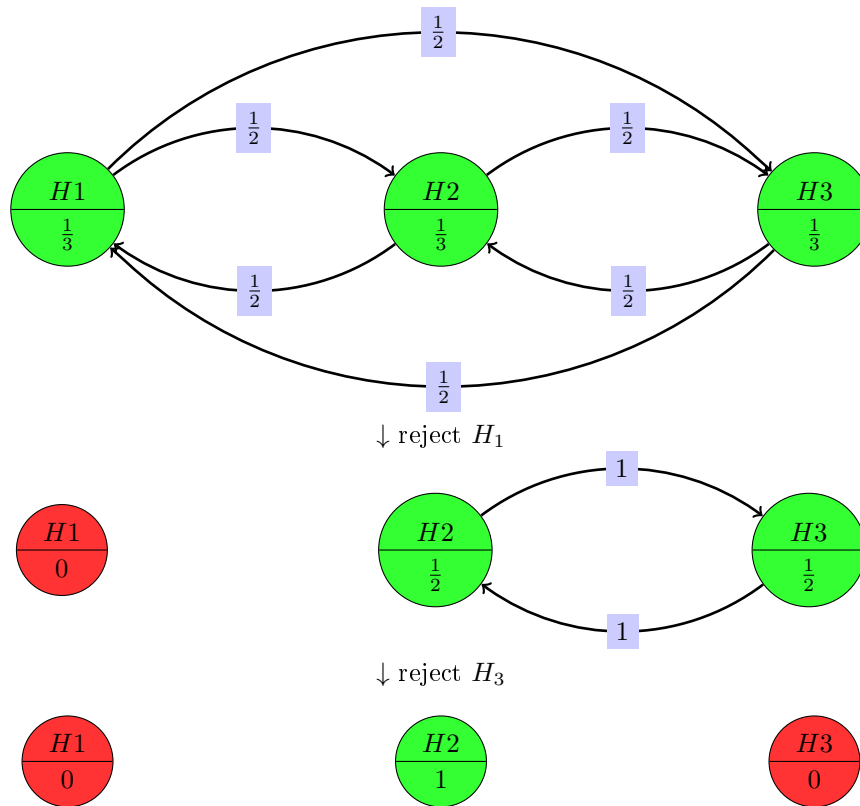 1/2
1/2 1/2
H1 H2 H3
1/3 1/3 1/3
1/2 1/2
1/2
↓ reject H₁
1
H1 H2 H3
0 1/2 1/2
1
↓ reject H₃
H1 H2 H3
0 1 0